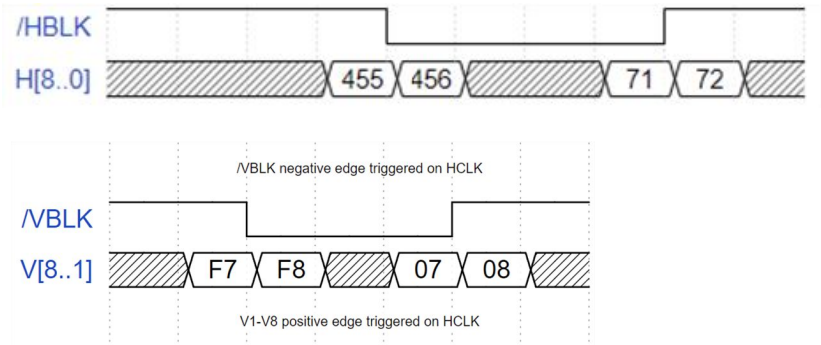 /HBLK
H[8..0] 455 456 71 72
/VBLK negative edge triggered on HCLK
/VBLK
V[8..1] F7 F8 07 08
V1-V8 positive edge triggered on HCLK